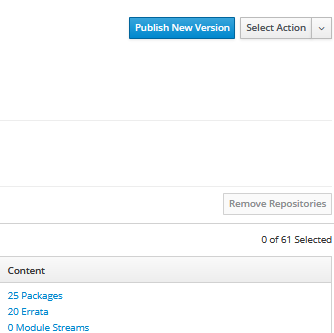 Publish New Version Select Action
Remove Repositories
0 of 61 Selected
Content
25 Packages
20 Errata
0 Module Streams